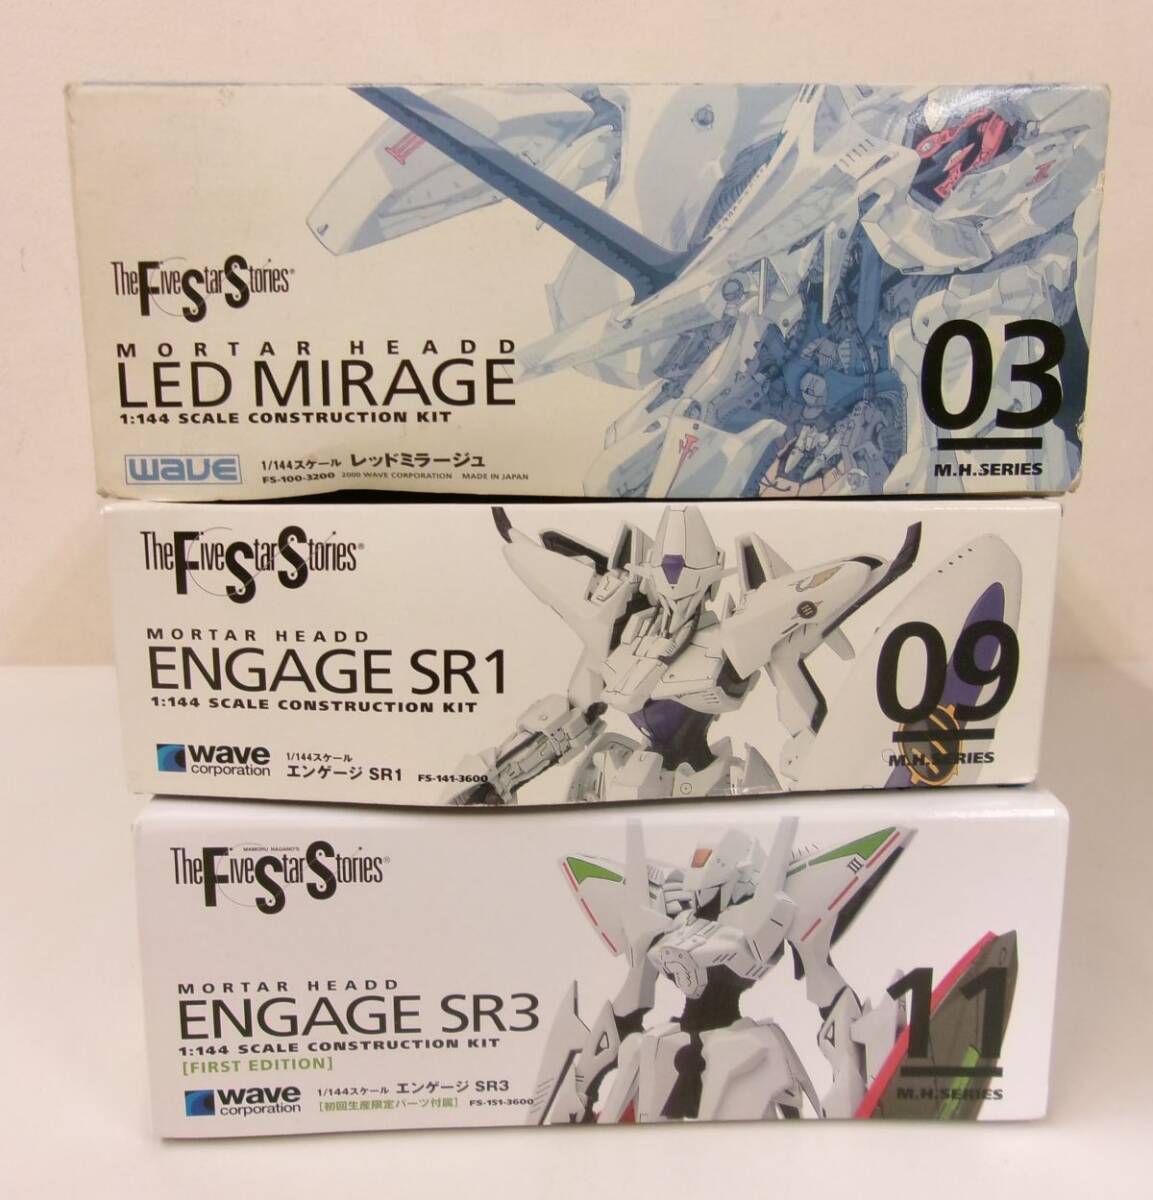 The Five Star Stories®
MORTAR HEADD
LED MIRAGE
1:144 SCALE CONSTRUCTION KIT
wave
1/144スケール レッドミラージュ
FS-100-3200 2000 WAVE CORPORATION MADE IN JAPAN
03
M.H.SERIES
The Five Star Stories®
MORTAR HEADD
ENGAGE SR1
1:144 SCALE CONSTRUCTION KIT
wave corporation
1/144スケール
エンゲージ SR1 FS-141-3600
09
M.H.SERIES
MAMORU NAGANO'S
The Five Star Stories®
MORTAR HEADD
ENGAGE SR3
1:144 SCALE CONSTRUCTION KIT
[FIRST EDITION]
wave corporation
1/144スケール エンゲージ SR3
[初回生産限定パーツ付属] FS-151-3600
III
11
M.H.SERIES